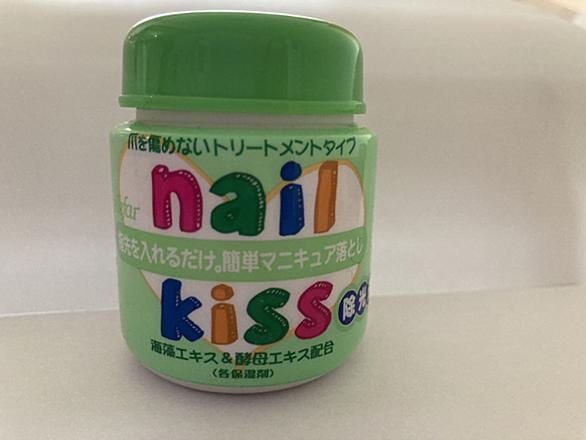 爪を傷めないトリートメントタイプ
nail
指先を入れるだけ。簡単マニキュア落とし
kiss
海藻エキス&酵母エキス配合
(各保湿剤)